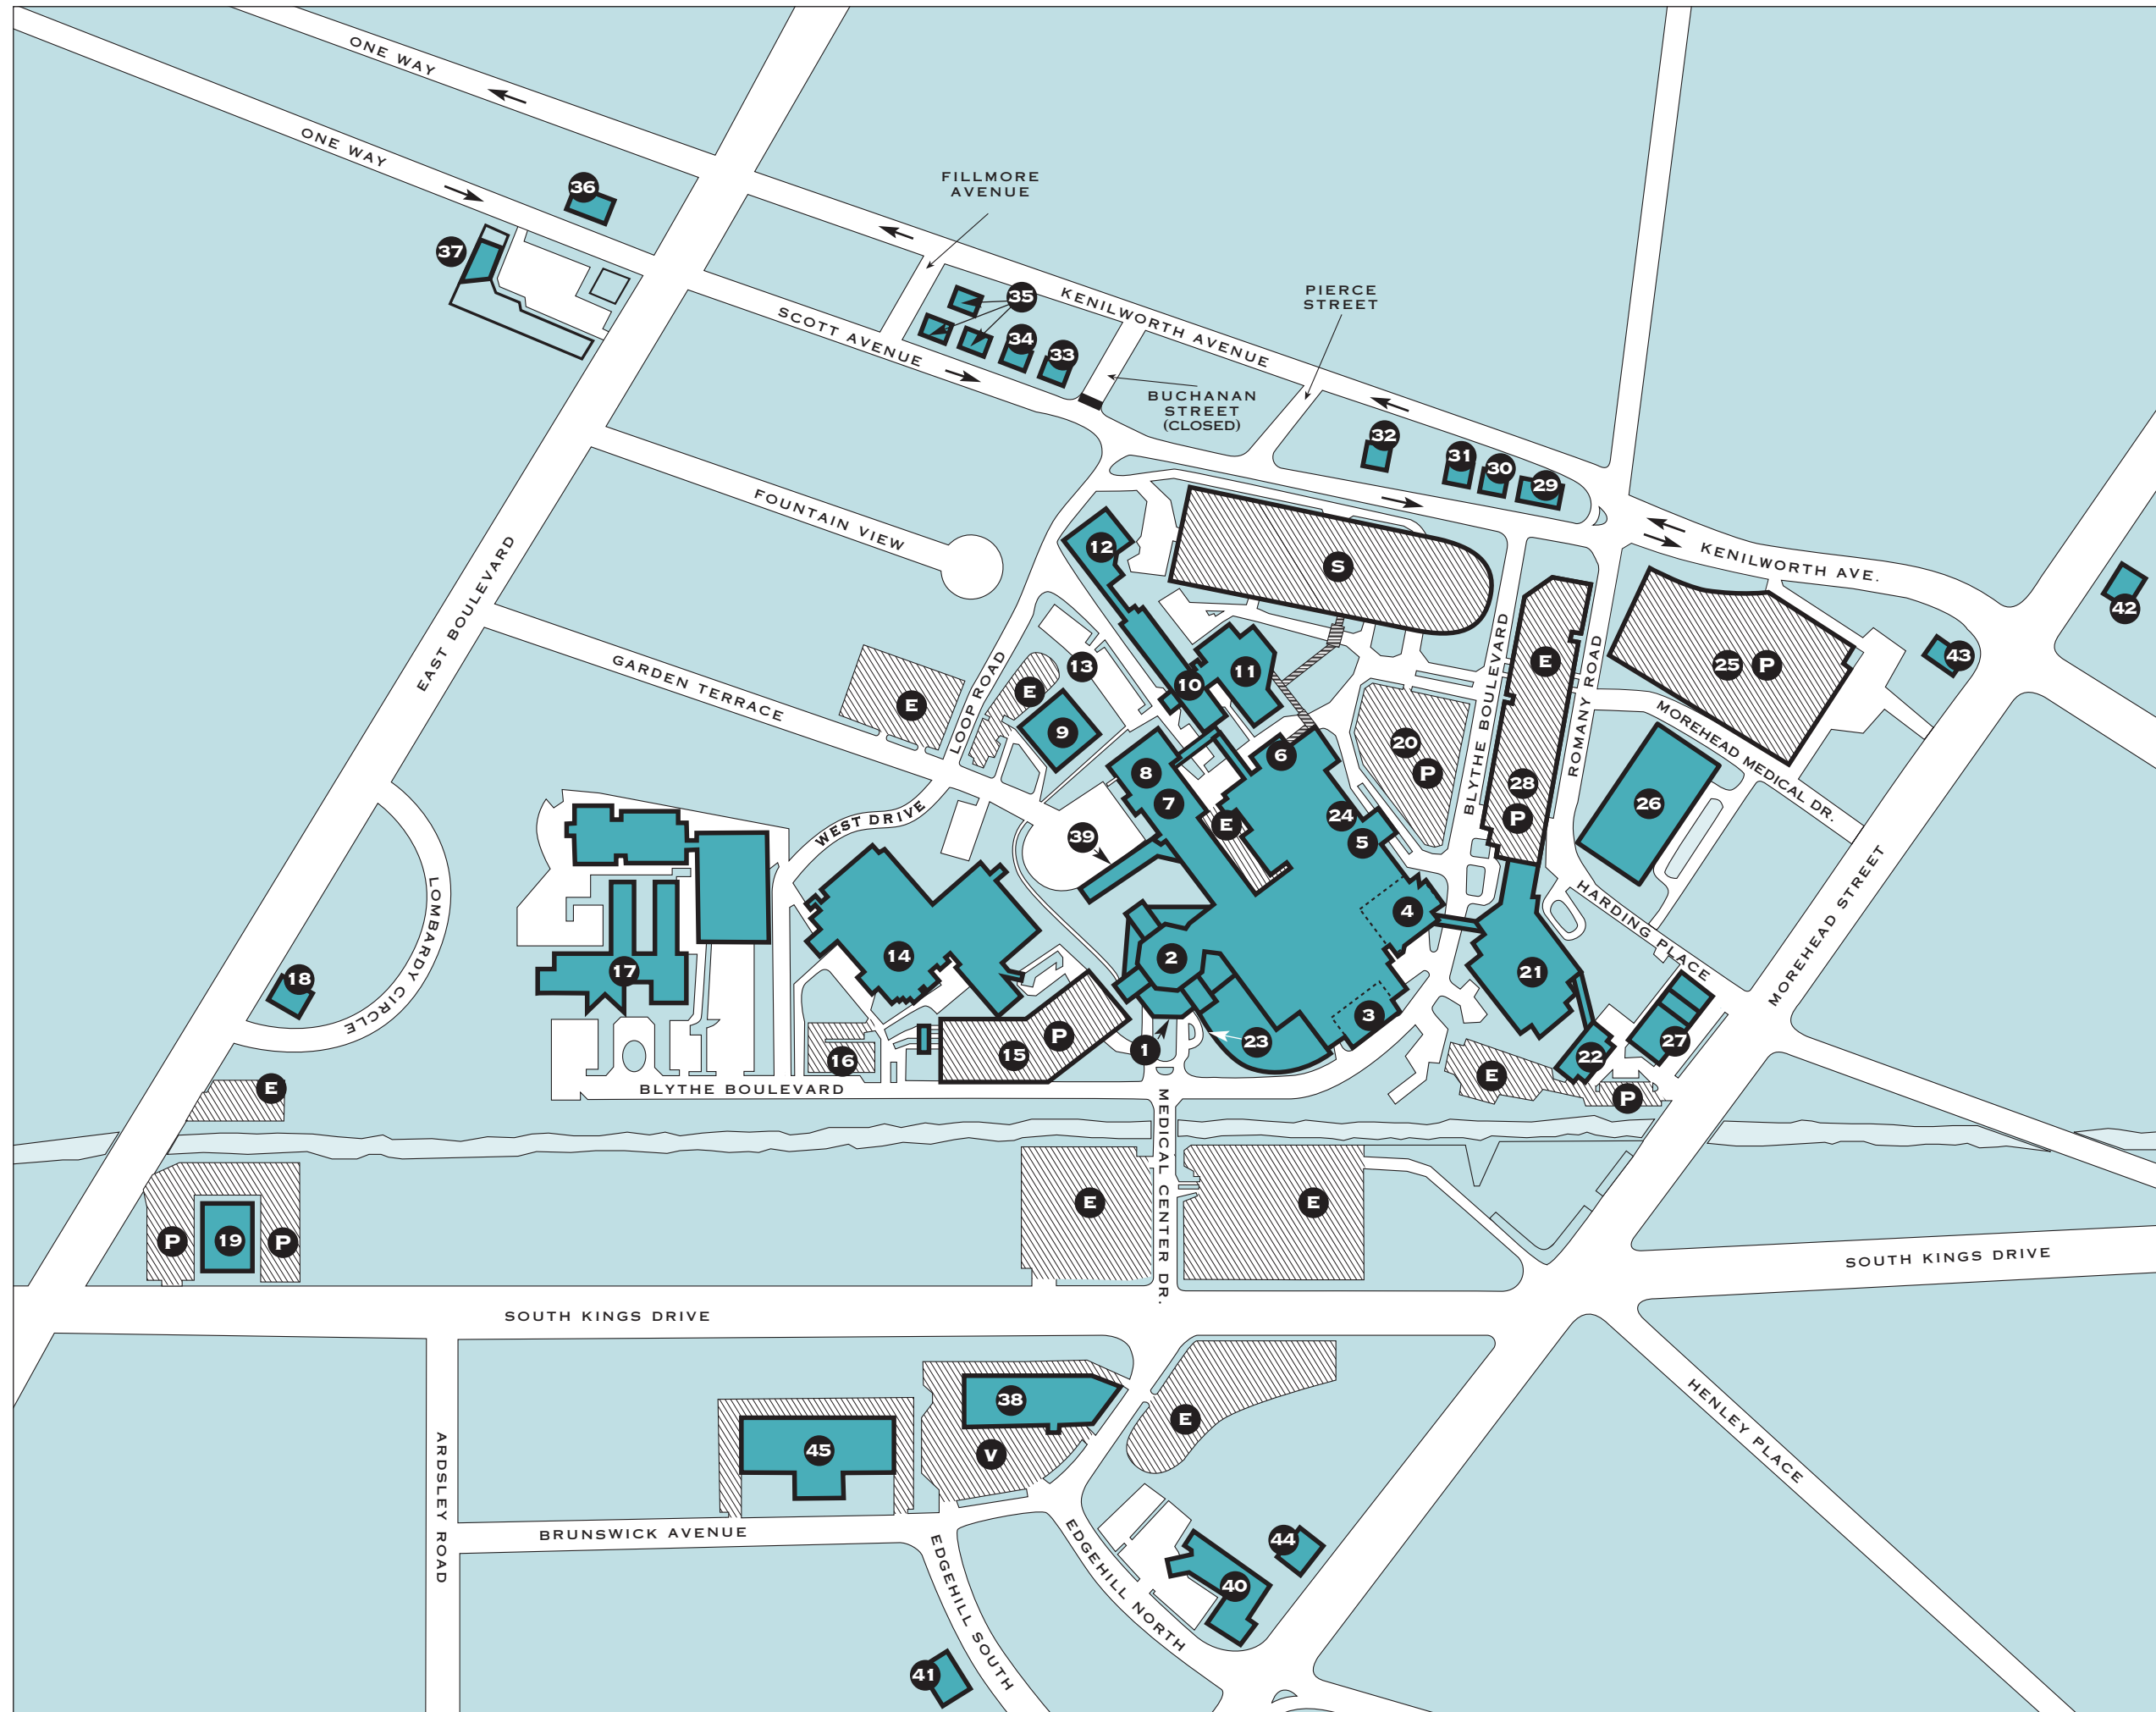 ONE WAY
ONE WAY
36
37
FILLMORE
AVENUE
35
KENILWORTH AVENUE
PIERCE
STREET
SCOTT AVENUE
34
33
BUCHANAN
STREET
(CLOSED)
32
31
30
29
FOUNTAIN VIEW
12
S
KENILWORTH AVE.
42
43
EAST BOULEVARD
GARDEN TERRACE
E
LOOP ROAD
E
13
10
11
9
BLYTHE BOULEVARD
E
ROMANY ROAD
25
P
MOREHEAD MEDICAL DR.
20
P
6
8
7
E
24
5
28
P
26
39
WEST DRIVE
LOMBARDY CIRCLE
18
17
14
2
4
21
HARDING PLACE
MOREHEAD STREET
3
23
1
P
15
16
22
27
E
P
E
BLYTHE BOULEVARD
MEDICAL CENTER DR.
P
19
P
E
E
SOUTH KINGS DRIVE
SOUTH KINGS DRIVE
38
E
V
45
HENLEY PLACE
ARDSLEY ROAD
BRUNSWICK AVENUE
EDGEHILL SOUTH
EDGEHILL NORTH
44
40
41